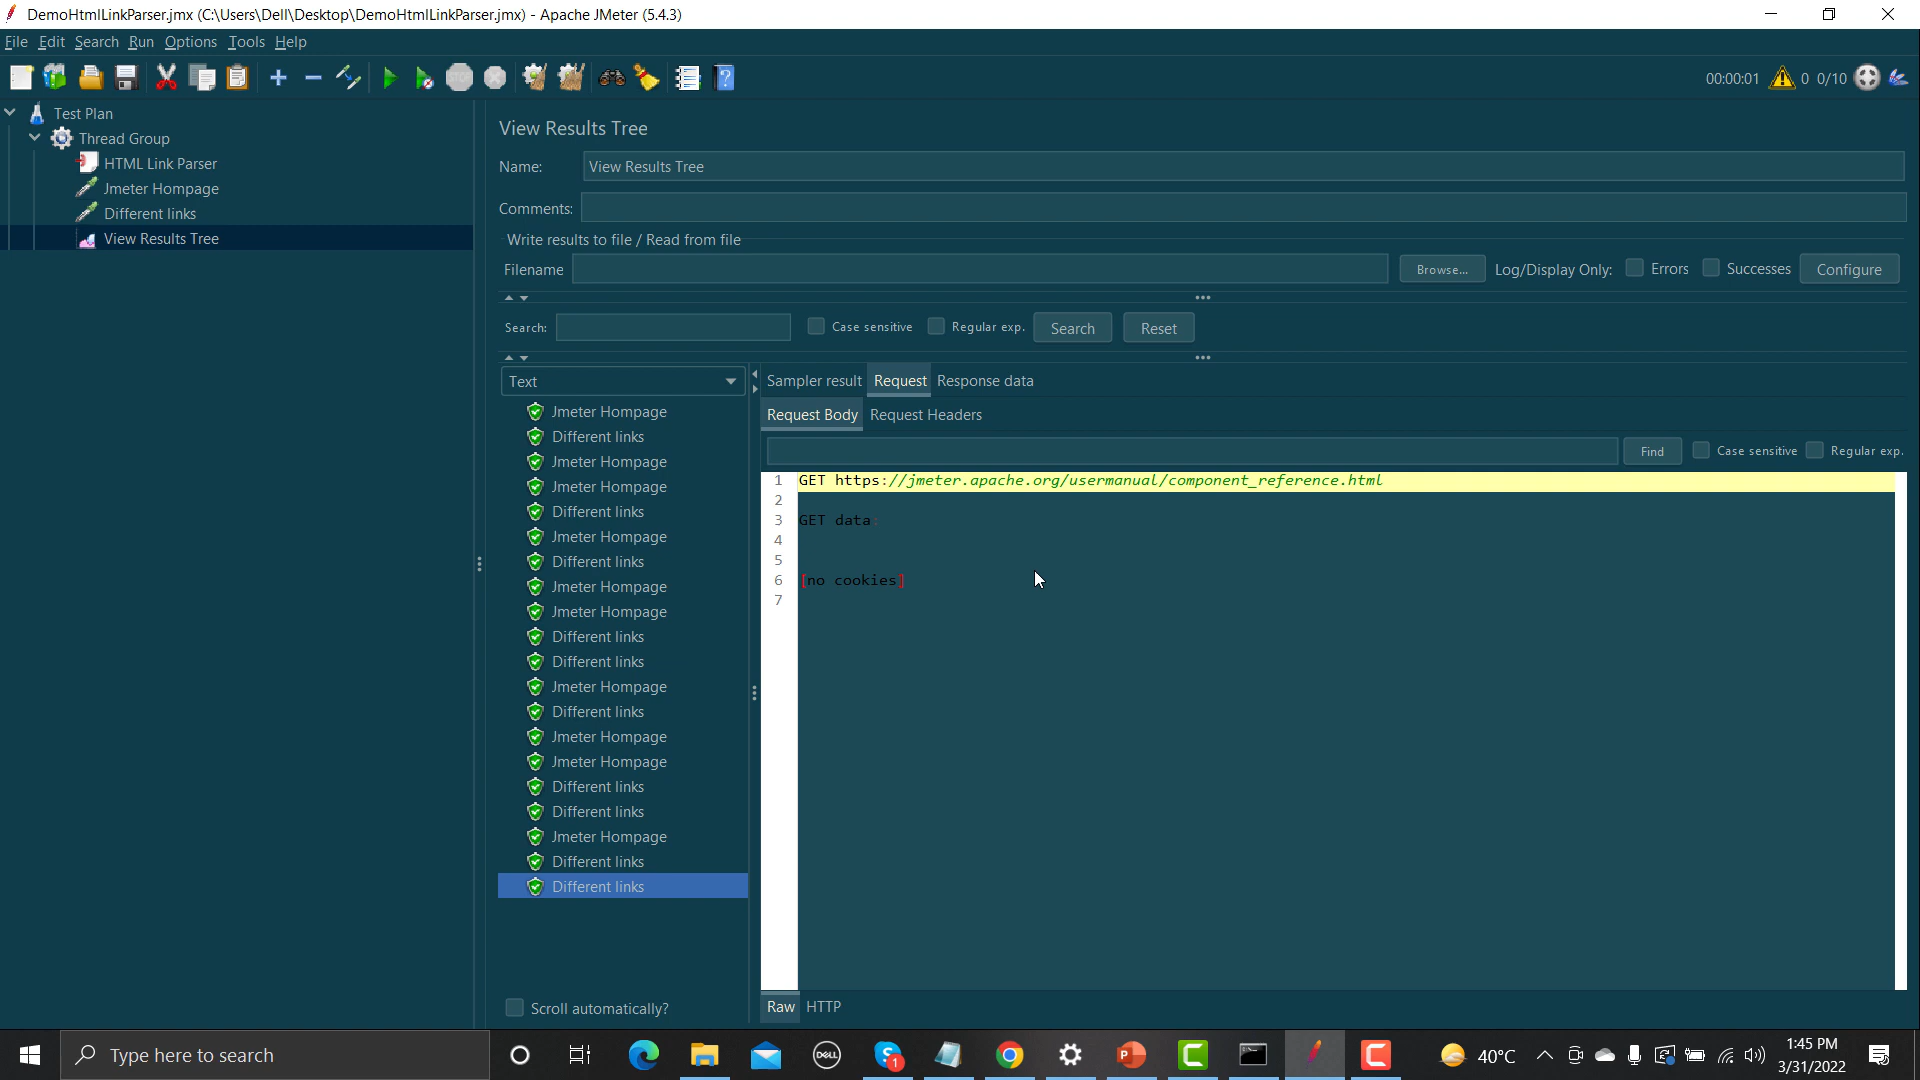 DemoHtmlLinkParser.jmx (C:\Users\Dell\Desktop\DemoHtmlLinkParser.jmx) - Apache JMeter (5.4.3)
File Edit Search Run Options Tools Help
STOP
00:00:01 0 0/10
Test Plan
Thread Group
HTML Link Parser
Jmeter Hompage
Different links
View Results Tree
View Results Tree
Name: View Results Tree
Comments:
Write results to file / Read from file
Filename Browse... Log/Display Only: Errors Successes Configure
Search: Case sensitive Regular exp. Search Reset
Text
Jmeter Hompage
Different links
Jmeter Hompage
Jmeter Hompage
Different links
Jmeter Hompage
Different links
Jmeter Hompage
Jmeter Hompage
Different links
Different links
Jmeter Hompage
Different links
Jmeter Hompage
Jmeter Hompage
Different links
Different links
Jmeter Hompage
Different links
Different links
Scroll automatically?
Sampler result Request Response data
Request Body Request Headers
Find Case sensitive Regular exp.
1 GET https://jmeter.apache.org/usermanual/component_reference.html
2
3 GET data:
4
5
6 [no cookies]
7
Raw HTTP
Type here to search
DELL
1
40°C
1:45 PM
3/31/2022